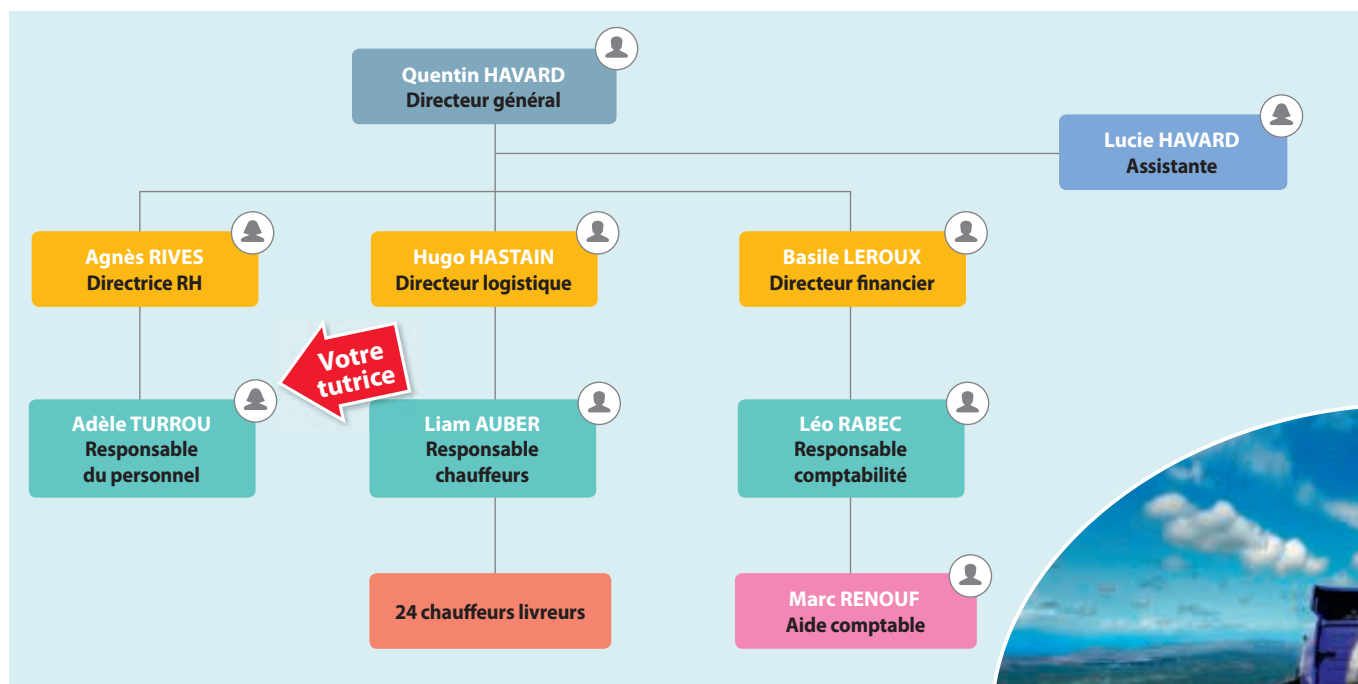 Quentin HAVARD
Directeur général
Lucie HAVARD
Assistante
Agnès RIVES
Directrice RH
Hugo HASTAIN
Directeur logistique
Basile LEROUX
Directeur financier
Votre
tutrice
Adèle TURROU
Responsable
du personnel
Liam AUBER
Responsable
chauffeurs
Léo RABEC
Responsable
comptabilité
24 chauffeurs livreurs
Marc RENOUF
Aide comptable